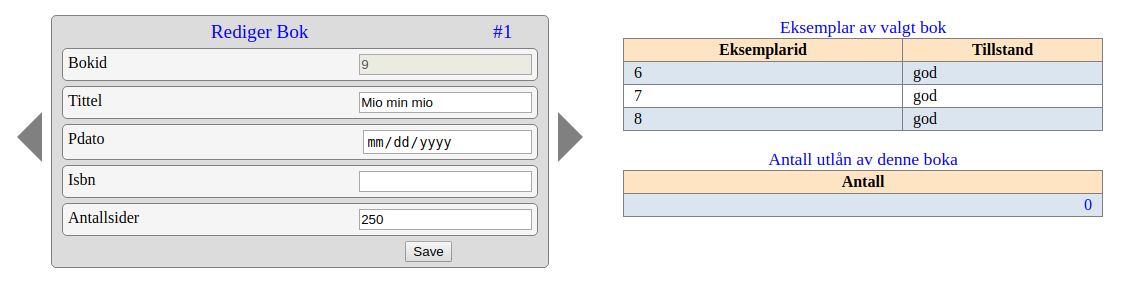 Rediger Bok #1
Bokid 9
Tittel Mio min mio
Pdato mm/dd/yyyy
Isbn
Antallsider 250
Save
Eksemplar av valgt bok
Eksemplarid Tillstand
6 god
7 god
8 god
Antall utlån av denne boka
Antall
0